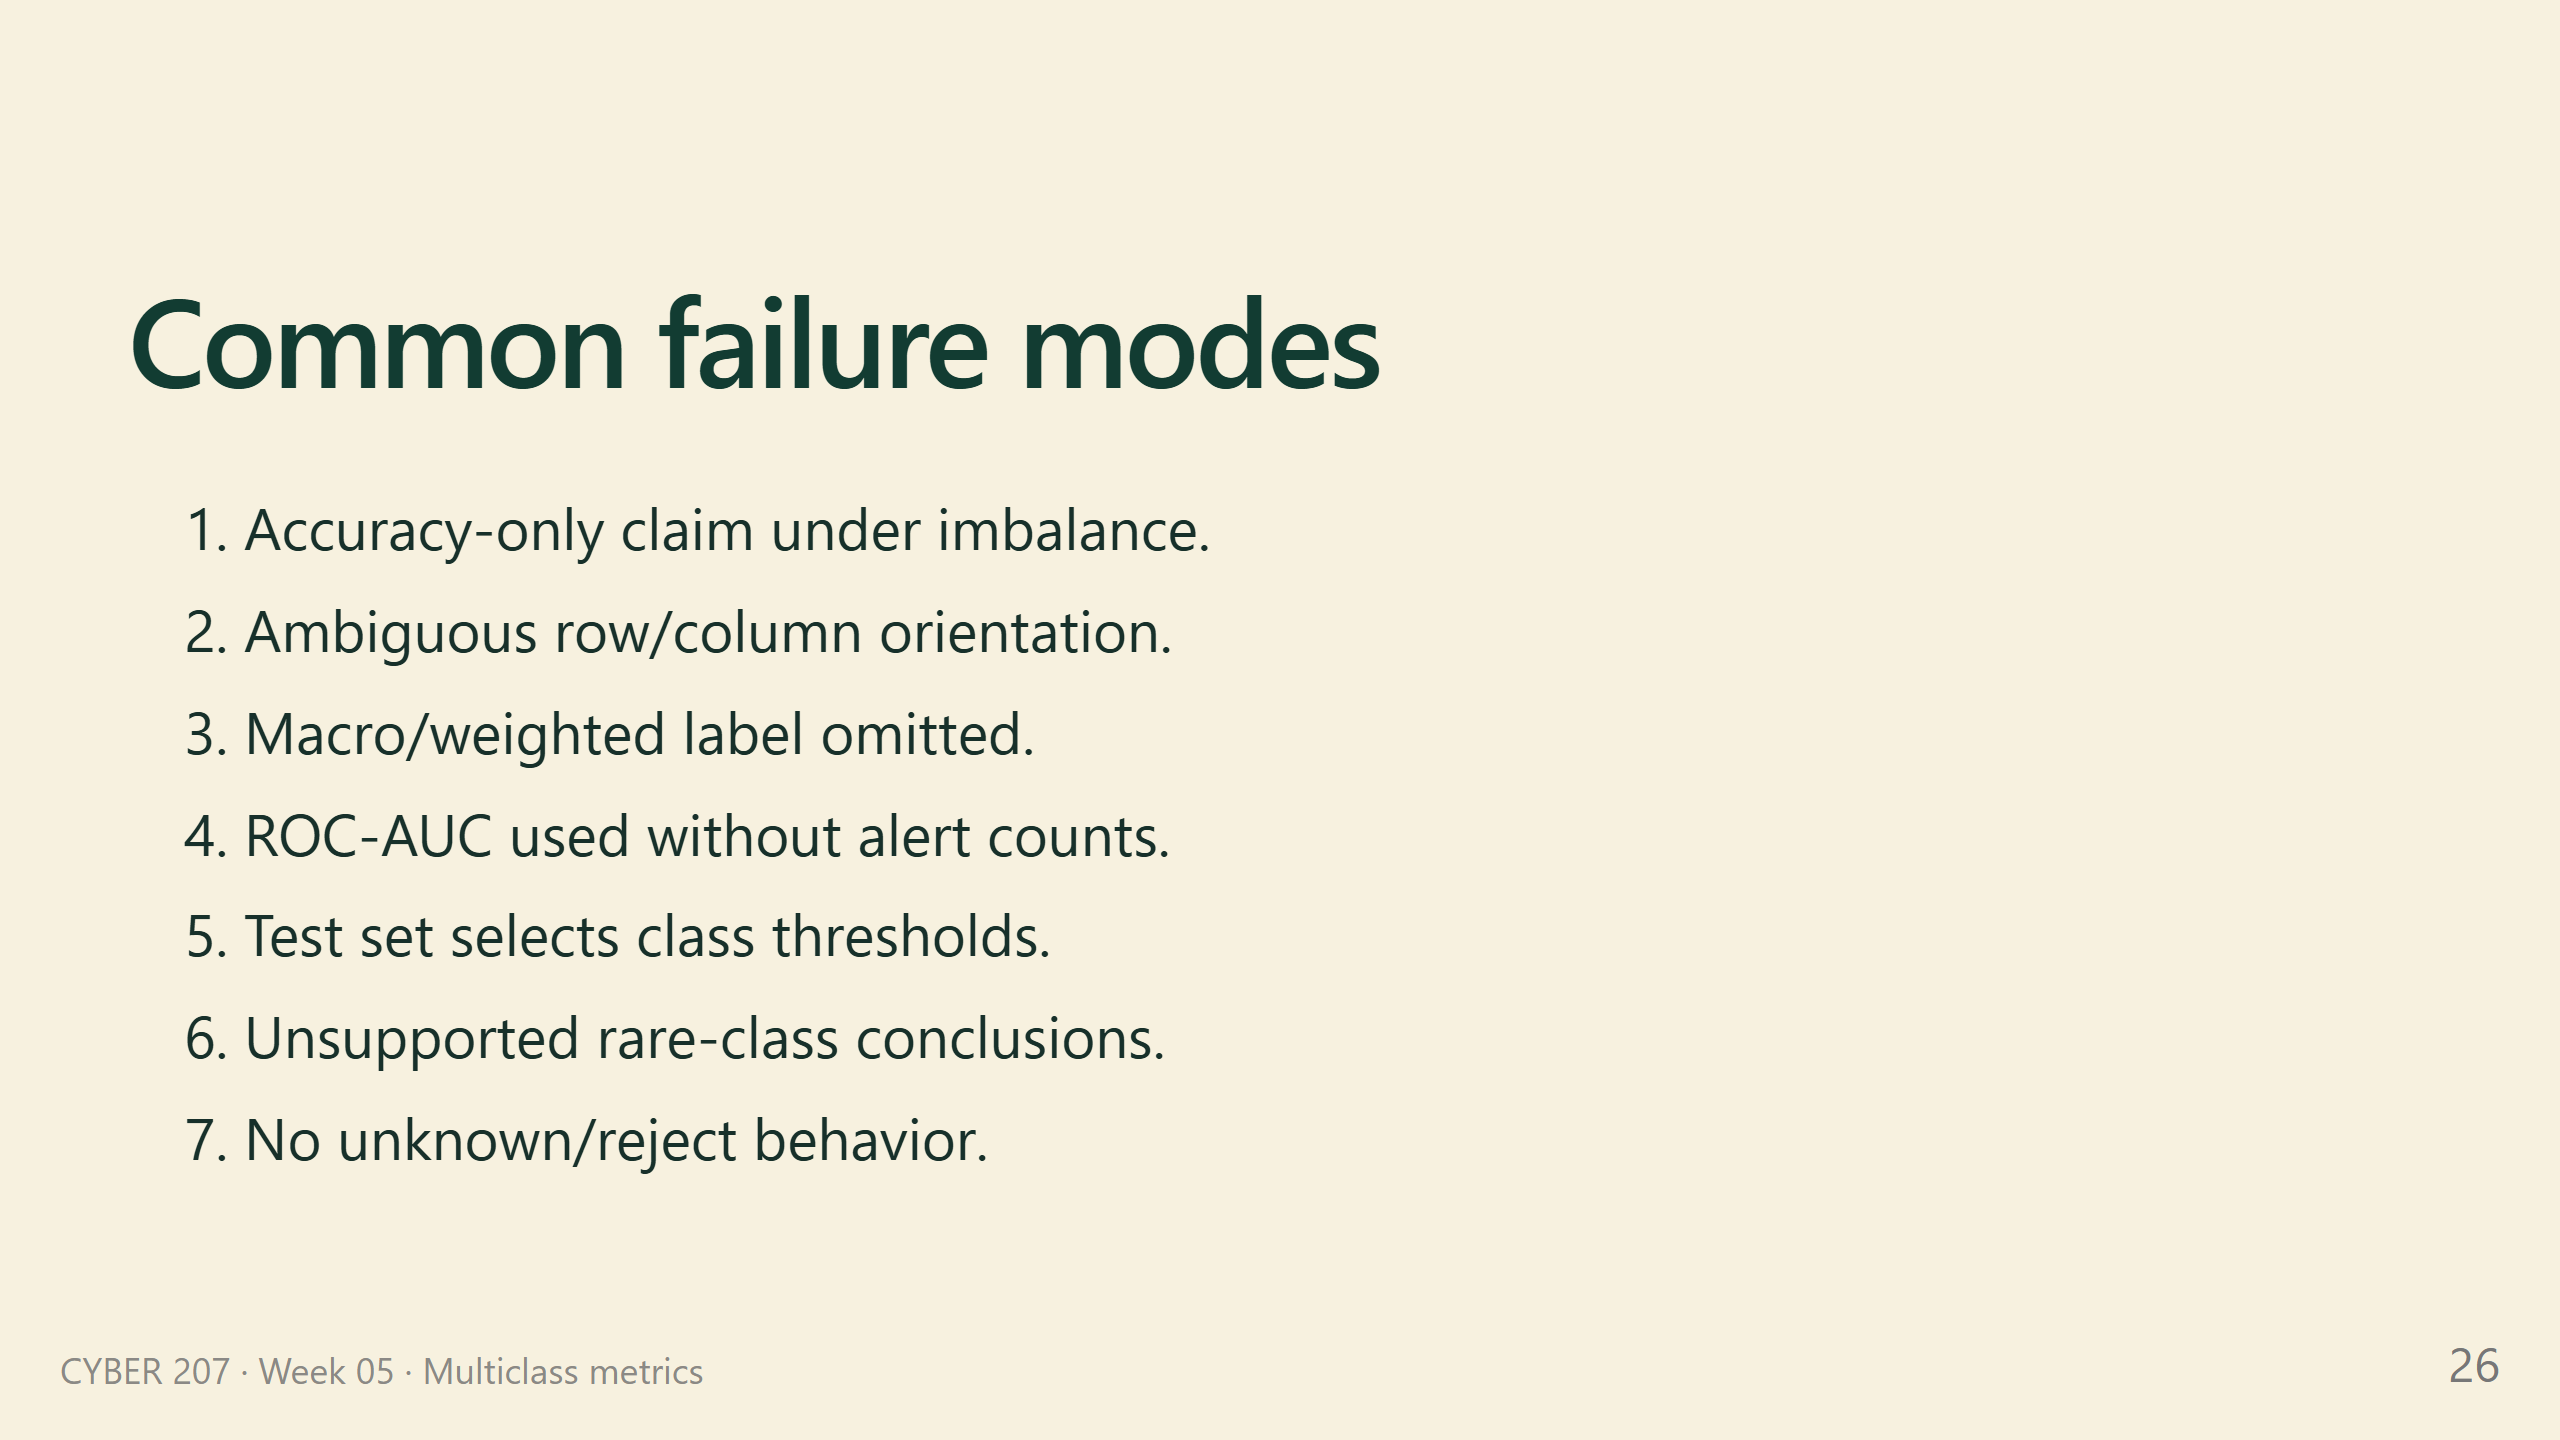 Common failure modes
1. Accuracy-only claim under imbalance.
2. Ambiguous row/column orientation.
3. Macro/weighted label omitted.
4. ROC-AUC used without alert counts.
5. Test set selects class thresholds.
6. Unsupported rare-class conclusions.
7. No unknown/reject behavior.
CYBER 207 · Week 05 · Multiclass metrics
26